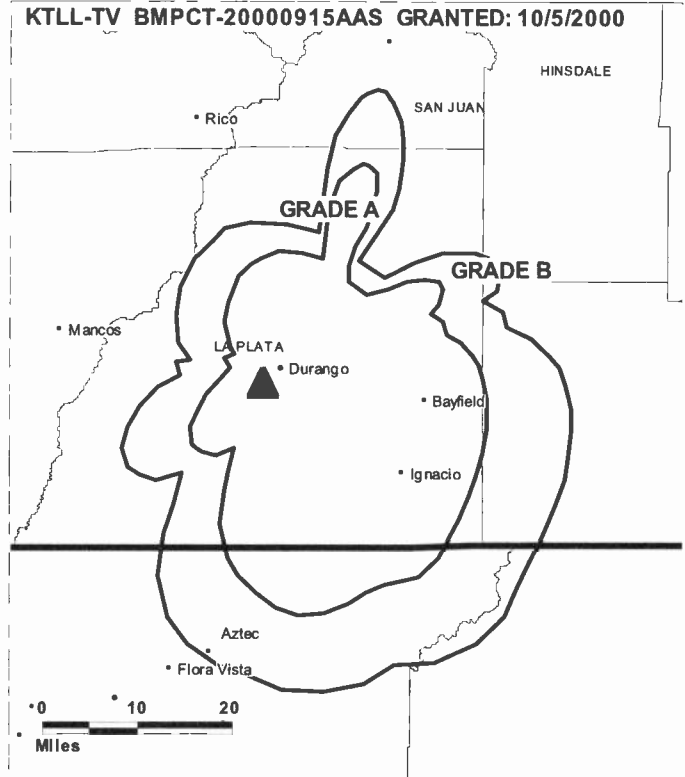 KTLL-TV BMPCT-20000915AAS GRANTED: 10/5/2000
HINSDALE
SAN JUAN
Rico
GRADE A
GRADE B
Mancos
LA PLATA
Durango
Bayfield
Ignacio
Aztec
Flora Vista
0 10 20
Miles